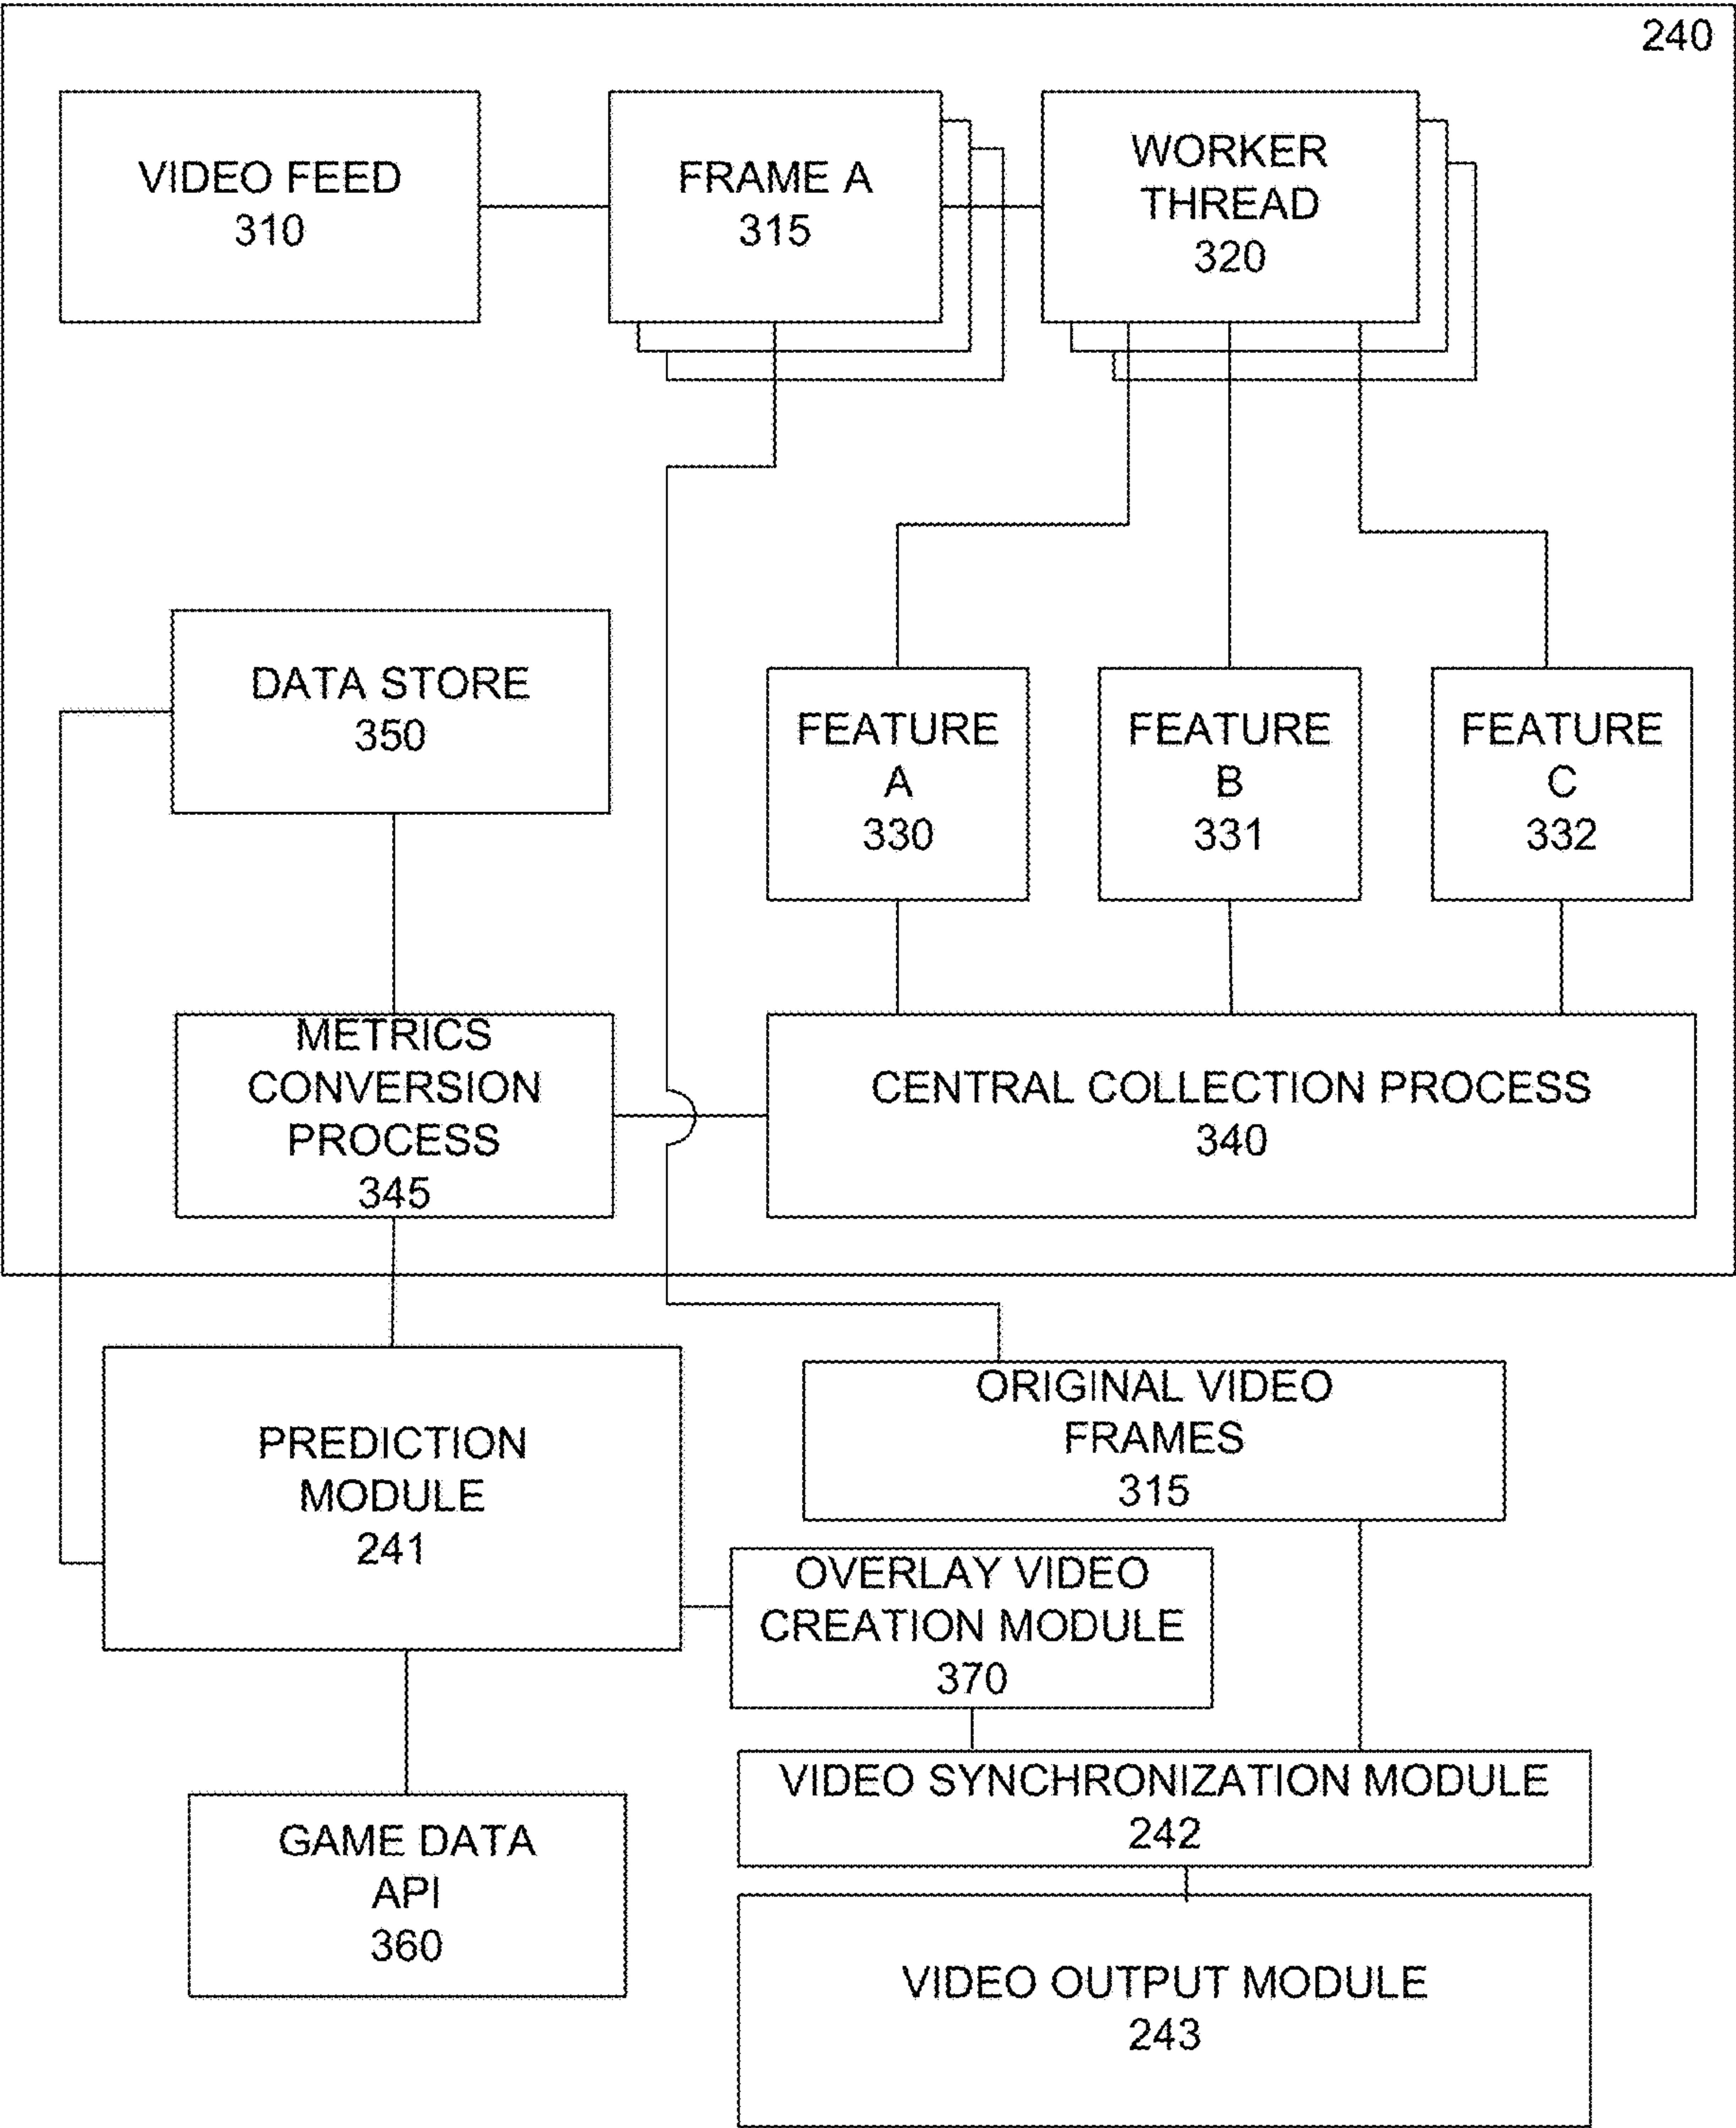 240
VIDEO FEED
310
FRAME A
315
WORKER
THREAD
320
DATA STORE
350
FEATURE
A
330
FEATURE
B
331
FEATURE
C
332
METRICS
CONVERSION
PROCESS
345
CENTRAL COLLECTION PROCESS
340
PREDICTION
MODULE
241
ORIGINAL VIDEO
FRAMES
315
OVERLAY VIDEO
CREATION MODULE
370
VIDEO SYNCHRONIZATION MODULE
242
GAME DATA
API
360
VIDEO OUTPUT MODULE
243